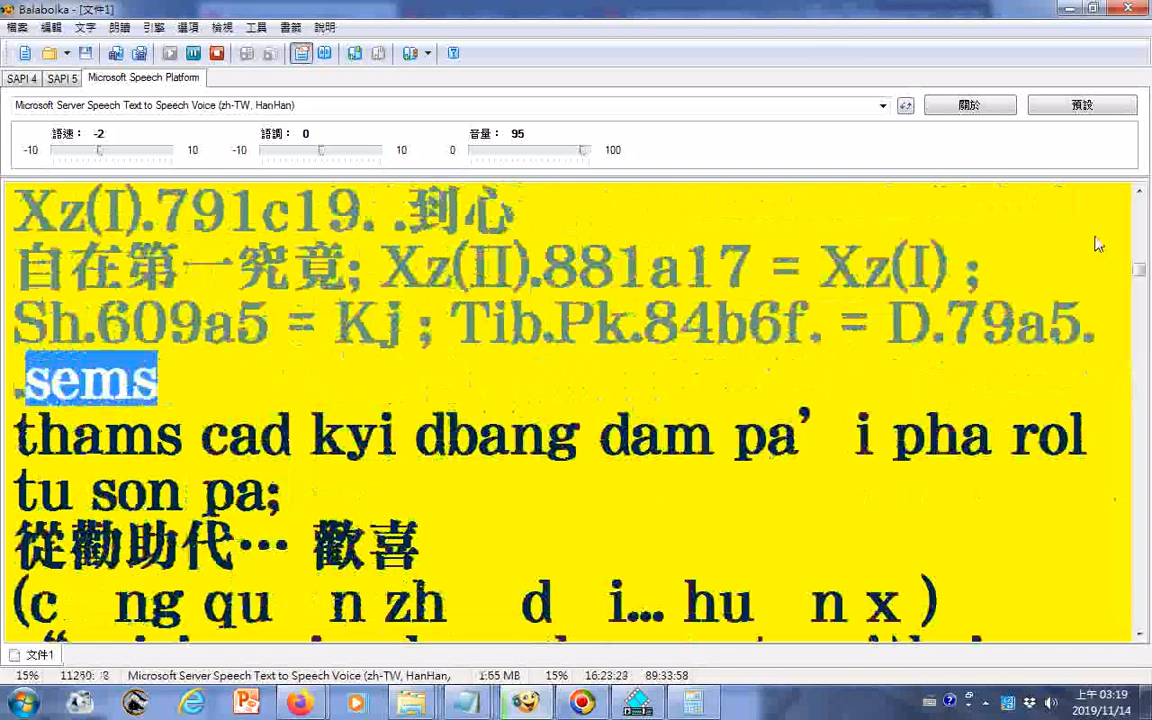 Balabolka - [文件1]
檔案 編輯 文字 朗讀 引擎 選項 檢視 工具 書籤 說明
SAPI 4 SAPI 5 Microsoft Speech Platform
Microsoft Server Speech Text to Speech Voice (zh-TW, HanHan) 關於 預設
語速: -2 語調: 0 音量: 95
-10 10 -10 10 0 100
Xz(I).791c19. .到心
自在第一究竟; Xz(II).881a17 = Xz(I) ;
Sh.609a5 = Kj ; Tib.Pk.84b6f. = D.79a5.
.sems
thams cad kyi dbang dam pa’ i pha rol
tu son pa;
從勸助代… 歡喜
(c ng qu n zh d i... hu n x )
文件1
15% Microsoft Server Speech Text to Speech Voice (zh-TW, HanHan, 1:55 MB 15% 16:23:23 89:33:58
上午 03:19
2019/11/14